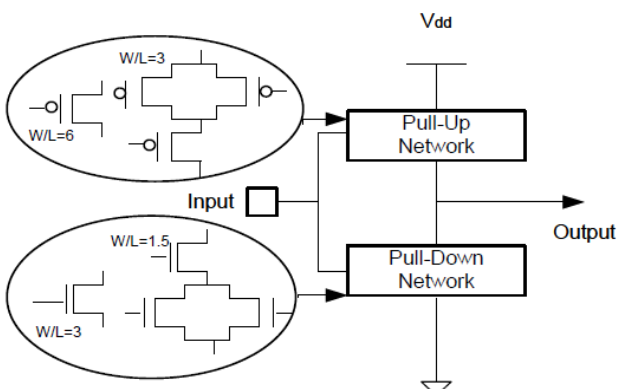 Vdd
W/L=3
W/L=6
Pull-Up
Network
Input
Output
W/L=1.5
W/L=3
Pull-Down
Network